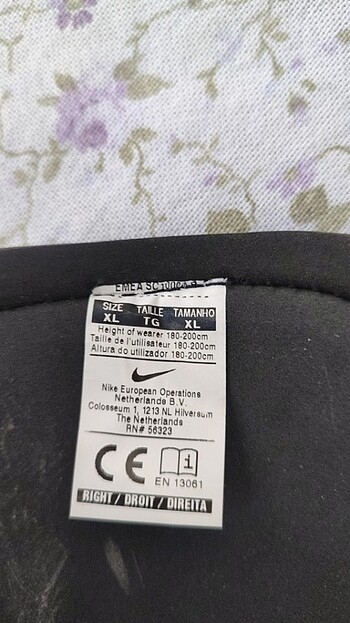 EMEA SC
SIZE TAILLE TAMANHO
XL TG XL
Height of wearer 180-200cm
Taille de l'utilisateur 180-200cm
Altura do utilizador 180-200cm
Nike European Operations
Netherlands B.V.
Colosseum 1, 1213 NL Hilversum
The Netherlands
RN# 56323
CE i
EN 13061
RIGHT / DROIT / DIREITA